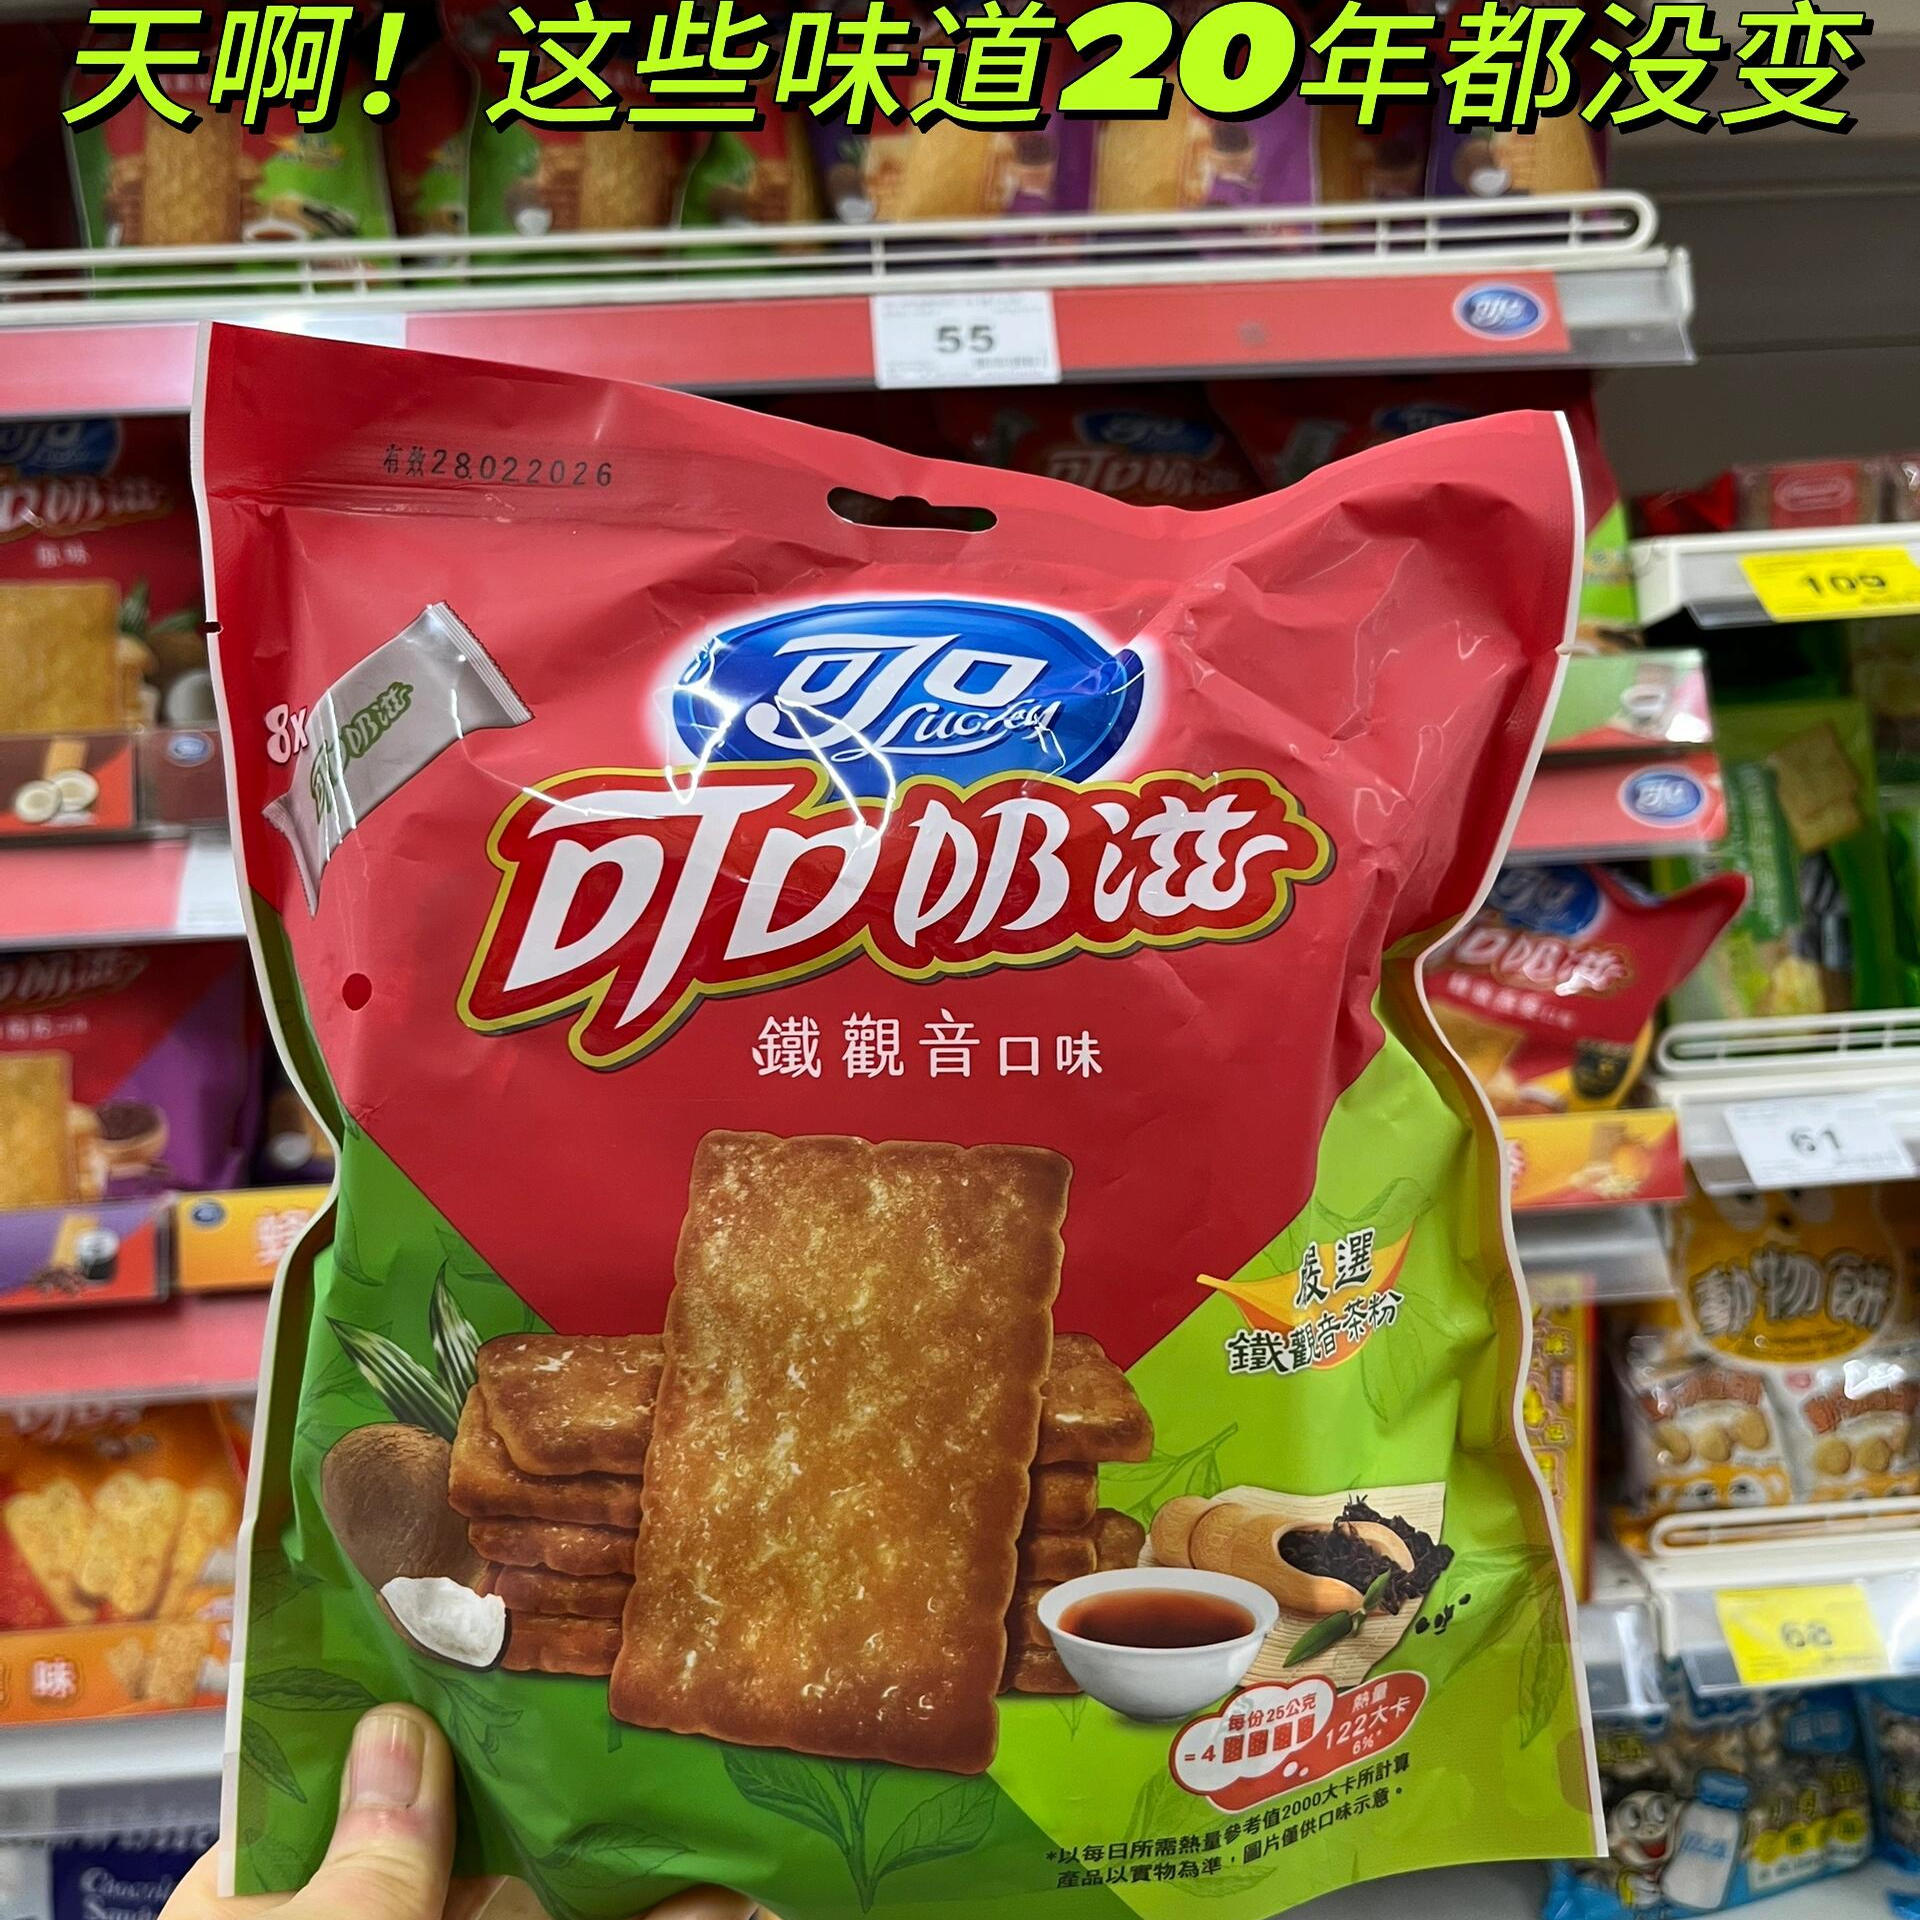 天啊！这些味道20年都没变
55
有效28022026
109
8x
可口奶滋
可口
Lucky
可口奶滋
鐵觀音口味
61
嚴選
鐵觀音茶粉
動物餅
味
68
每份25公克
=4
熱量
122大卡
6%*
*以每日所需熱量參考值2000大卡所計算
產品以實物為準，圖片僅供口味示意。